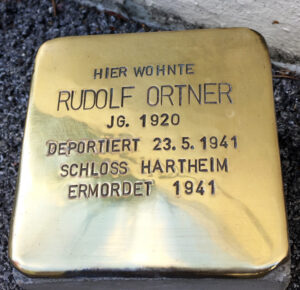 HIER WOHNTE
RUDOLF ORTNER
JG. 1920
DEPORTIERT 23.5.1941
SCHLOSS HARTHEIM
ERMORDET 1941